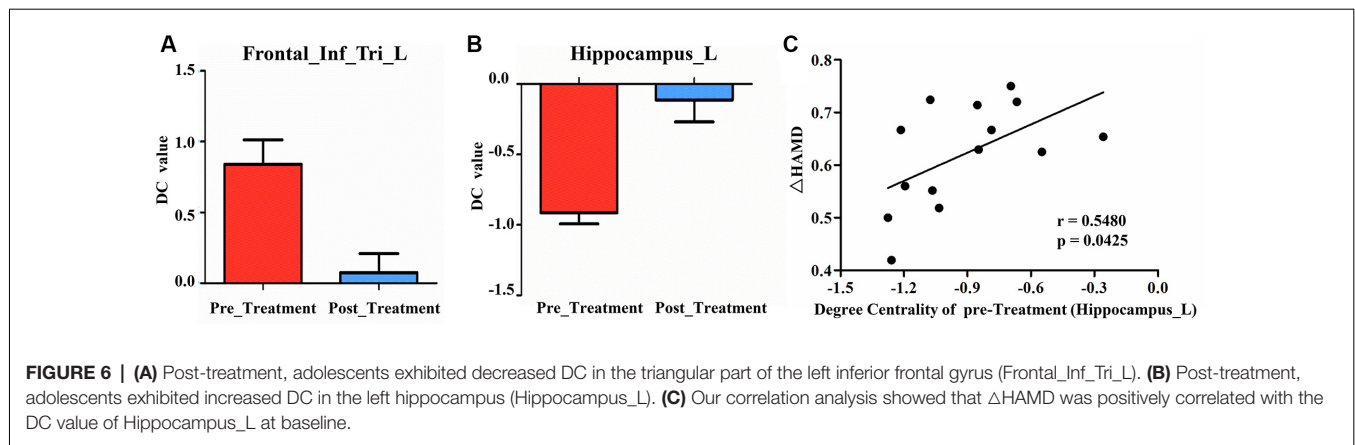 A
Frontal_Inf_Tri_L
1.5
1.0
0.5
0.0
DC value
Pre_Treatment Post_Treatment
B
Hippocampus_L
0.0
-0.5
-1.0
-1.5
DC value
Pre_Treatment Post_Treatment
C
0.8
0.7
0.6
0.5
0.4
△HAMD
r = 0.5480
p = 0.0425
-1.5 -1.2 -0.9 -0.6 -0.3 0.0
Degree Centrality of pre-Treatment (Hippocampus_L)
FIGURE 6 | (A) Post-treatment, adolescents exhibited decreased DC in the triangular part of the left inferior frontal gyrus (Frontal_Inf_Tri_L). (B) Post-treatment,
adolescents exhibited increased DC in the left hippocampus (Hippocampus_L). (C) Our correlation analysis showed that △HAMD was positively correlated with the
DC value of Hippocampus_L at baseline.